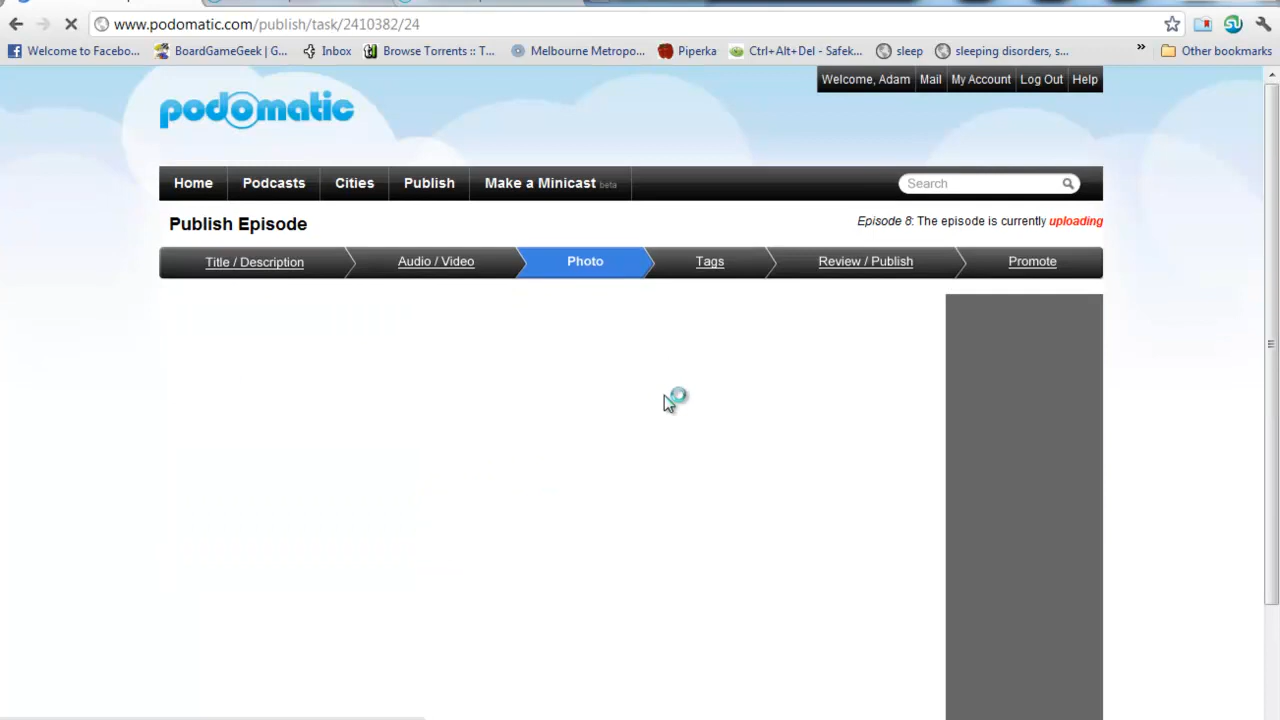 www.podomatic.com/publish/task/2410382/24
Welcome to Facebo...
BoardGameGeek | G...
Inbox
Browse Torrents :: T...
Melbourne Metropo...
Piperka
Ctrl+Alt+Del - Safek...
sleep
sleeping disorders, s...
»
Other bookmarks
Welcome, Adam
Mail
My Account
Log Out
Help
podomatic
Home
Podcasts
Cities
Publish
Make a Minicast beta
Search
Publish Episode
Episode 8: The episode is currently uploading
Title / Description
Audio / Video
Photo
Tags
Review / Publish
Promote